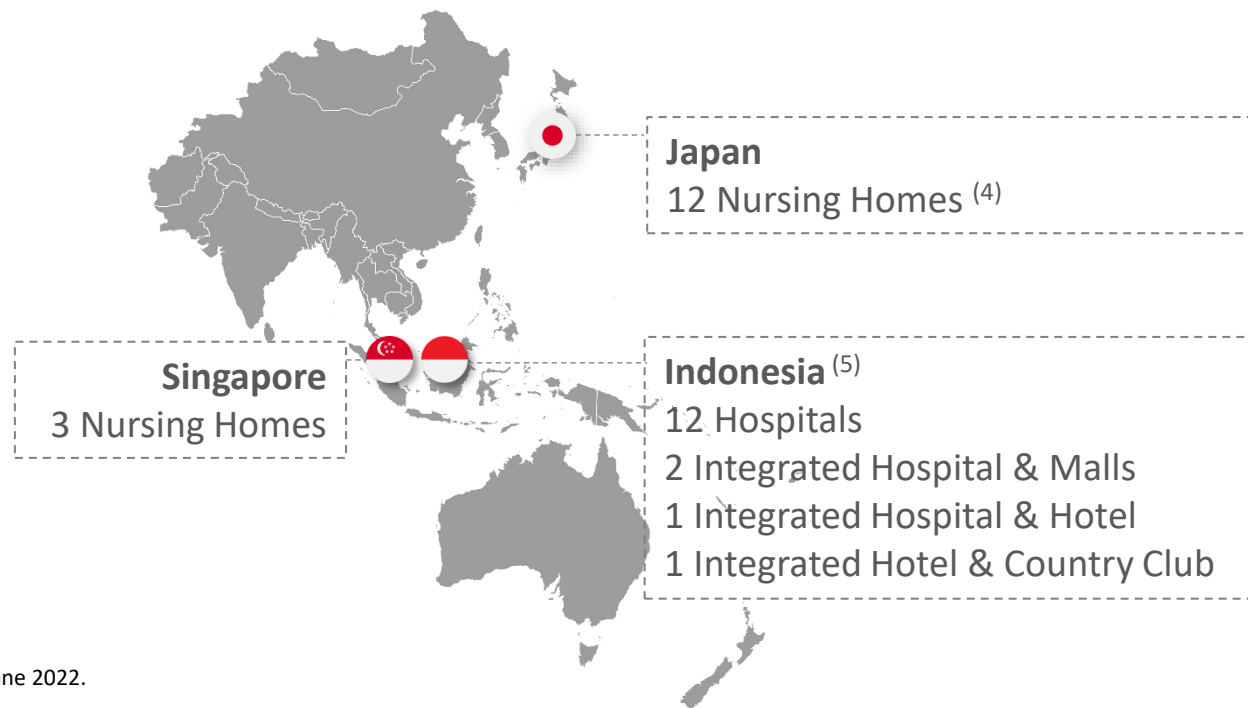 Japan
12 Nursing Homes (4)
Singapore
3 Nursing Homes
Indonesia (5)
12 Hospitals
2 Integrated Hospital & Malls
1 Integrated Hospital & Hotel
1 Integrated Hotel & Country Club
ne 2022.